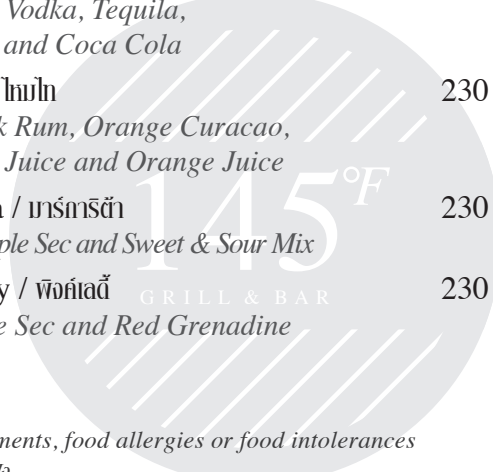 Vodka, Tequila,
and Coca Cola
ไหมไท 230
k Rum, Orange Curacao,
Juice and Orange Juice
145°F
/ มาร์การิต้า 230
ple Sec and Sweet & Sour Mix
y / พิงค์เลดี้ 230
GRILL & BAR
e Sec and Red Grenadine
ments, food allergies or food intolerances